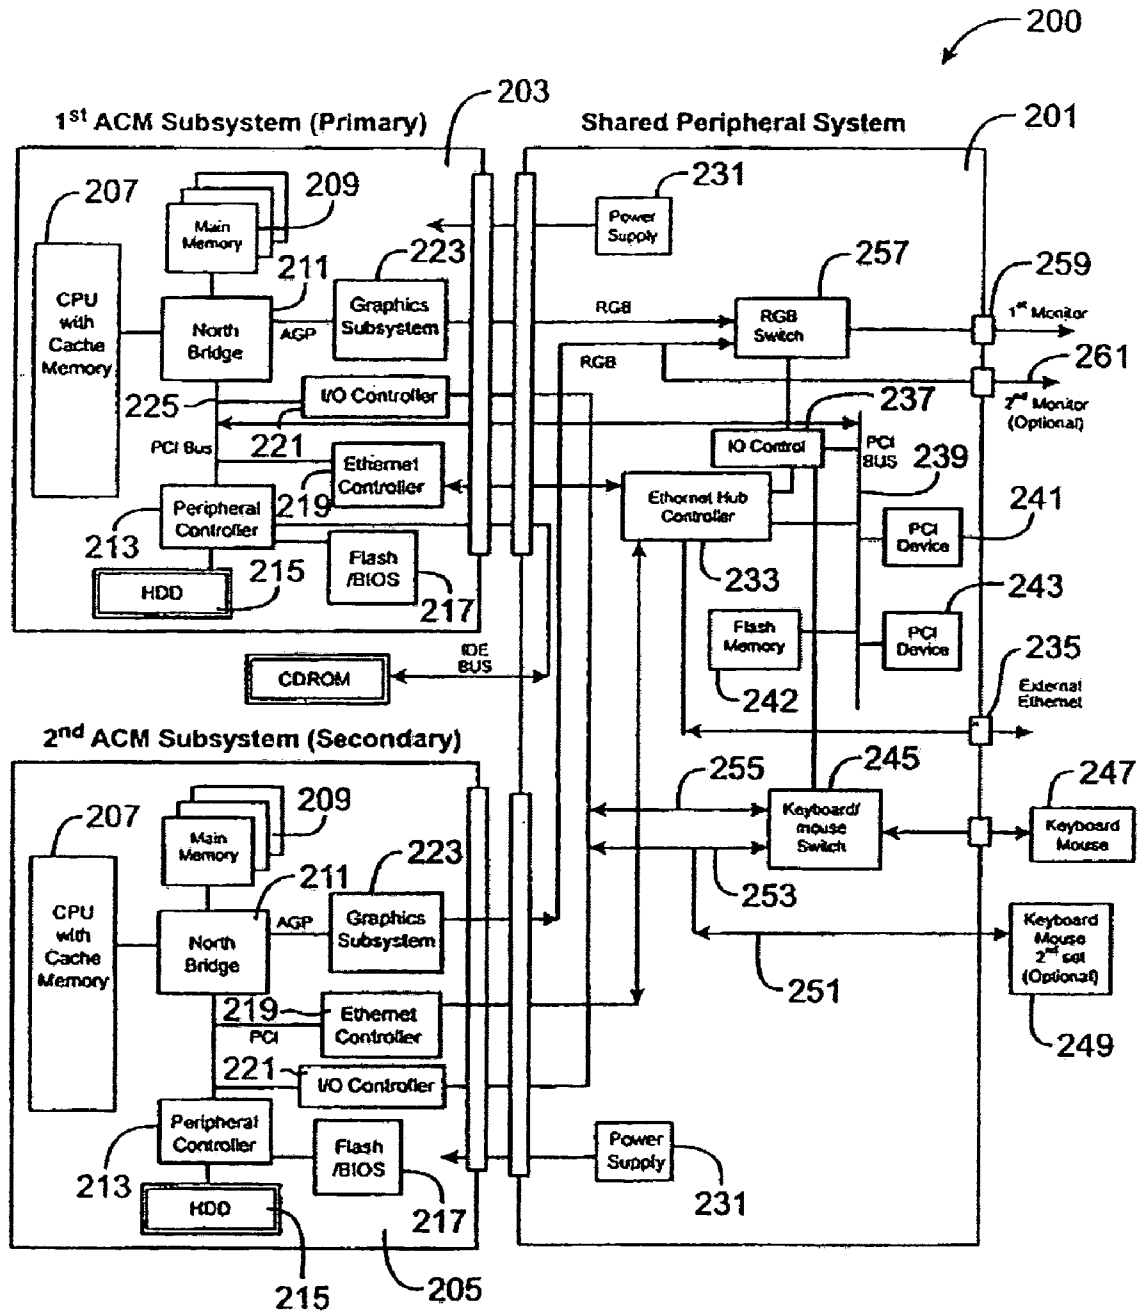 200
203
1st ACM Subsystem (Primary)
Shared Peripheral System
201
207
209
231
Main
Memory
Power
Supply
211
223
257
259
CPU
with
Cache
Memory
North
Bridge
AGP
Graphics
Subsystem
RGB
RGB
Switch
1st Monitor
RGB
261
225
I/O Controller
237
2nd Monitor
(Optional)
221
PCI Bus
IO Control
PCI
BUS
239
Ethernet
Controller
219
Ethernet Hub
Controller
241
Peripheral
Controller
PCI
Device
213
Flash
/BIOS
233
243
HDD
215
217
Flash
Memory
PCI
Device
235
IDE
BUS
CDROM
242
External
Ethernet
2nd ACM Subsystem (Secondary)
255
245
247
207
209
Main
Memory
Keyboard/
mouse
Switch
Keyboard
Mouse
223
253
211
CPU
with
Cache
Memory
AGP
Graphics
Subsystem
North
Bridge
Keyboard
Mouse
2nd set
(Optional)
251
219
Ethernet
Controller
PCI
249
221
I/O Controller
Peripheral
Controller
Flash
/BIOS
Power
Supply
213
HDD
217
231
215
205